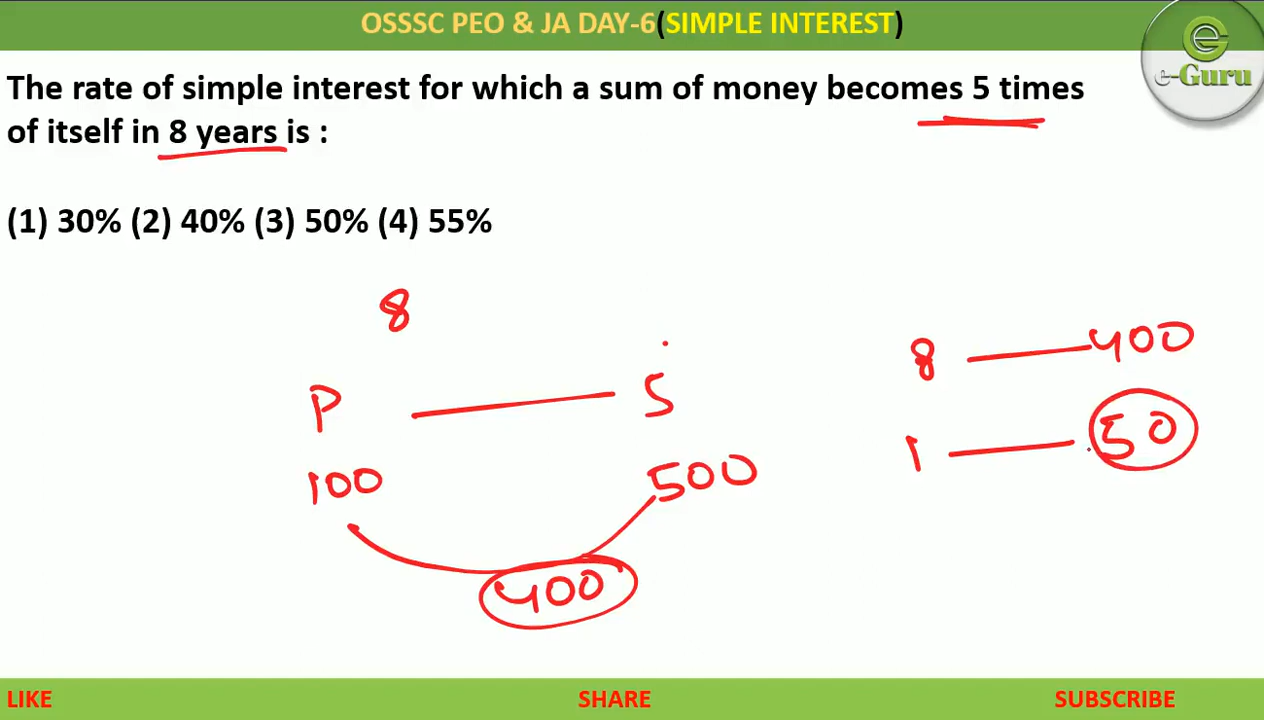 OSSSC PEO & JA DAY-6(SIMPLE INTEREST)
e-Guru
The rate of simple interest for which a sum of money becomes 5 times
of itself in 8 years is :
(1) 30% (2) 40% (3) 50% (4) 55%
8
P 5
100 500
400
8 400
1 50
LIKE SHARE SUBSCRIBE